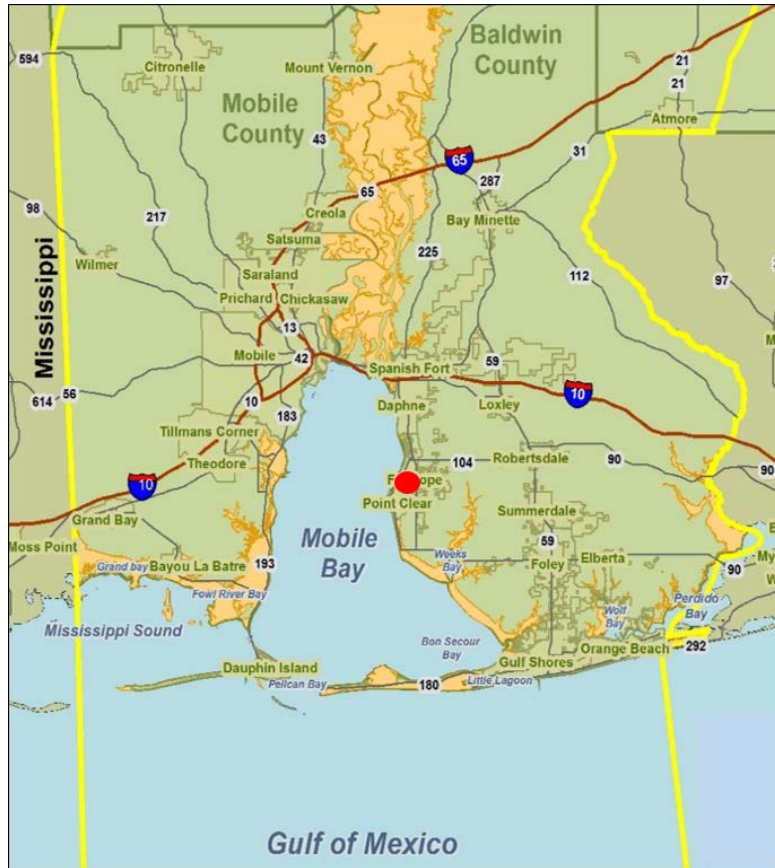 594
Citronelle
Mount Vernon
Baldwin
County
21
21
Mobile
County
43
Atmore
65
31
287
65
98
217
Creola
Bay Minette
Satsuma
225
Wilmer
Saraland
112
97
Mississippi
Prichard
Chickasaw
13
Mobile
42
Spanish Fort
59
614
56
10
183
Daphne
Loxley
10
Tillmans Corner
Theodore
104
Robertsdale
90
90
10
Point Clear
Grand Bay
Summerdale
Mobile
Bay
Moss Point
59
193
Weeks
Bay
Foley
Elberta
90
Grand bay
Bayou La Batre
Fowl River Bay
Wolf
Bay
Perdido
Bay
Mississippi Sound
Bon Secour
Bay
Orange Beach
292
Dauphin Island
Gulf Shores
Pelican Bay
180
Little Lagoon
Gulf of Mexico